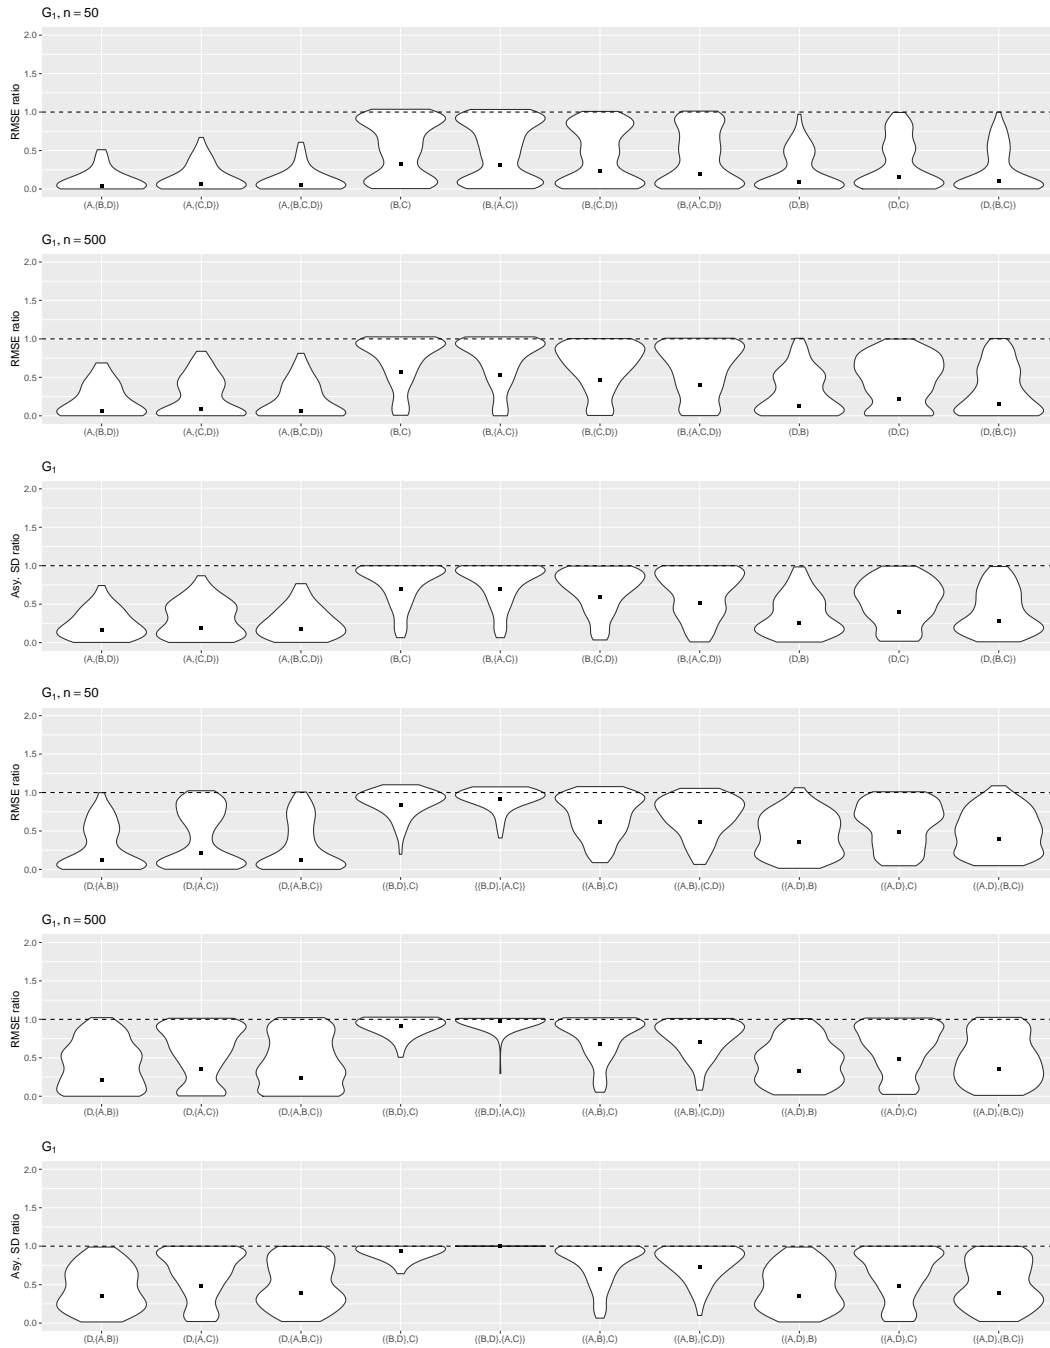 G₁, n = 50
2.0
1.5
1.0
0.5
0.0
RMSE ratio
(A,{B,D}) (A,{C,D}) (A,{B,C,D}) (B,C) (B,{A,C}) (B,{C,D}) (B,{A,C,D}) (D,B) (D,C) (D,{B,C})
G₁, n = 500
2.0
1.5
1.0
0.5
0.0
RMSE ratio
(A,{B,D}) (A,{C,D}) (A,{B,C,D}) (B,C) (B,{A,C}) (B,{C,D}) (B,{A,C,D}) (D,B) (D,C) (D,{B,C})
G₁
2.0
1.5
1.0
0.5
0.0
Asy. SD ratio
(A,{B,D}) (A,{C,D}) (A,{B,C,D}) (B,C) (B,{A,C}) (B,{C,D}) (B,{A,C,D}) (D,B) (D,C) (D,{B,C})
G₁, n = 50
2.0
1.5
1.0
0.5
0.0
RMSE ratio
(D,{A,B}) (D,{A,C}) (D,{A,B,C}) ({B,D},C) ({B,D},{A,C}) ({A,B},C) ({A,B},{C,D}) ({A,D},B) ({A,D},C) ({A,D},{B,C})
G₁, n = 500
2.0
1.5
1.0
0.5
0.0
RMSE ratio
(D,{A,B}) (D,{A,C}) (D,{A,B,C}) ({B,D},C) ({B,D},{A,C}) ({A,B},C) ({A,B},{C,D}) ({A,D},B) ({A,D},C) ({A,D},{B,C})
G₁
2.0
1.5
1.0
0.5
0.0
Asy. SD ratio
(D,{A,B}) (D,{A,C}) (D,{A,B,C}) ({B,D},C) ({B,D},{A,C}) ({A,B},C) ({A,B},{C,D}) ({A,D},B) ({A,D},C) ({A,D},{B,C})